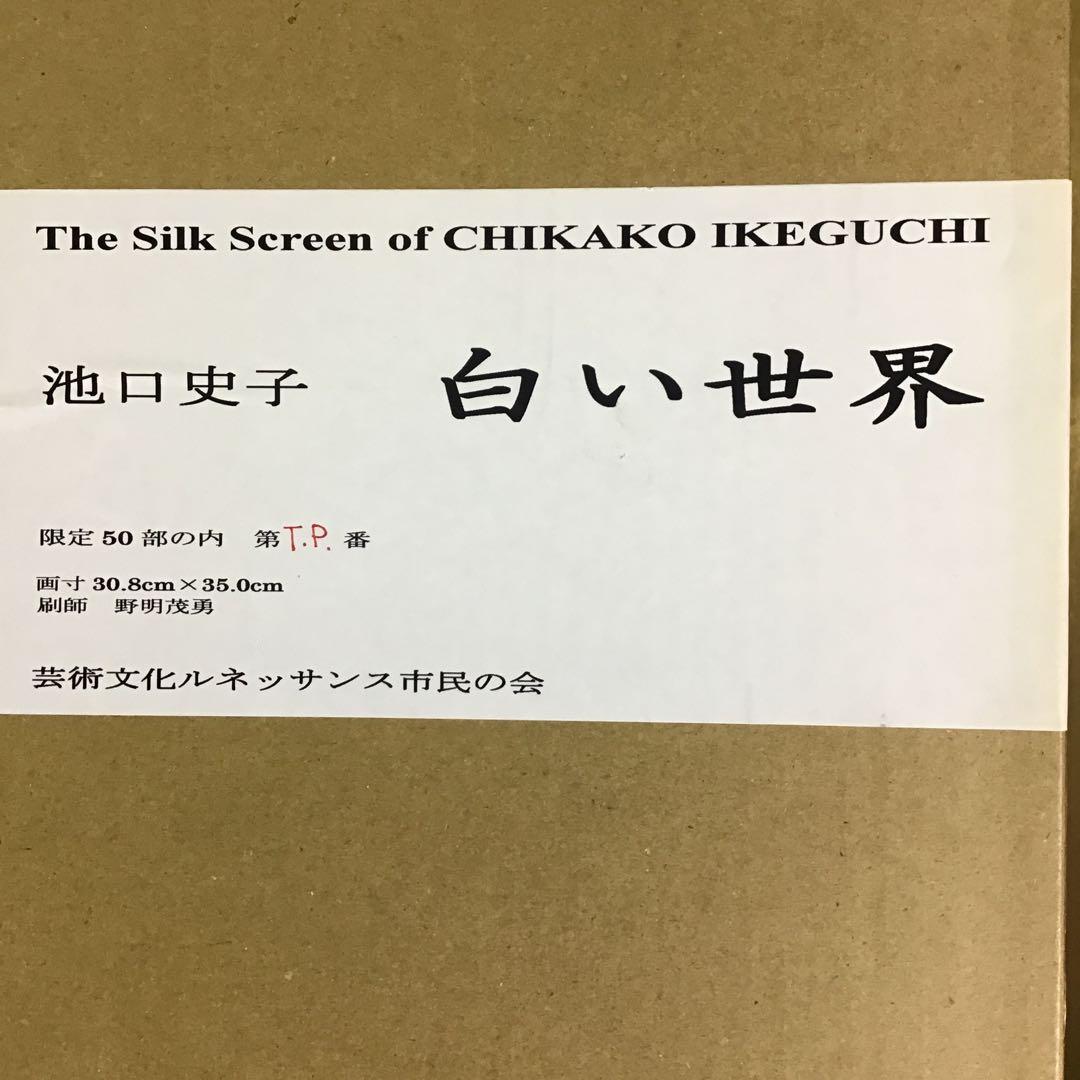 The Silk Screen of CHIKAKO IKEGUCHI
池口史子 白い世界
限定50部の内 第T.P.番
画寸30.8cm×35.0cm
刷師 野明茂勇
芸術文化ルネッサンス市民の会